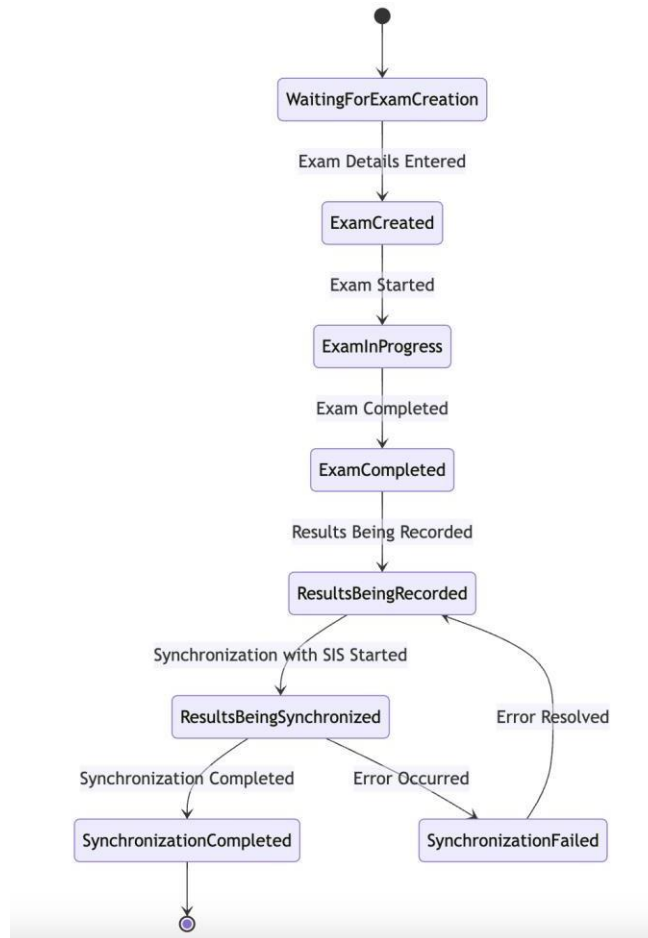 WaitingForExamCreation
Exam Details Entered
ExamCreated
Exam Started
ExamInProgress
Exam Completed
ExamCompleted
Results Being Recorded
ResultsBeingRecorded
Synchronization with SIS Started
ResultsBeingSynchronized
Error Resolved
Synchronization Completed
Error Occurred
SynchronizationCompleted
SynchronizationFailed